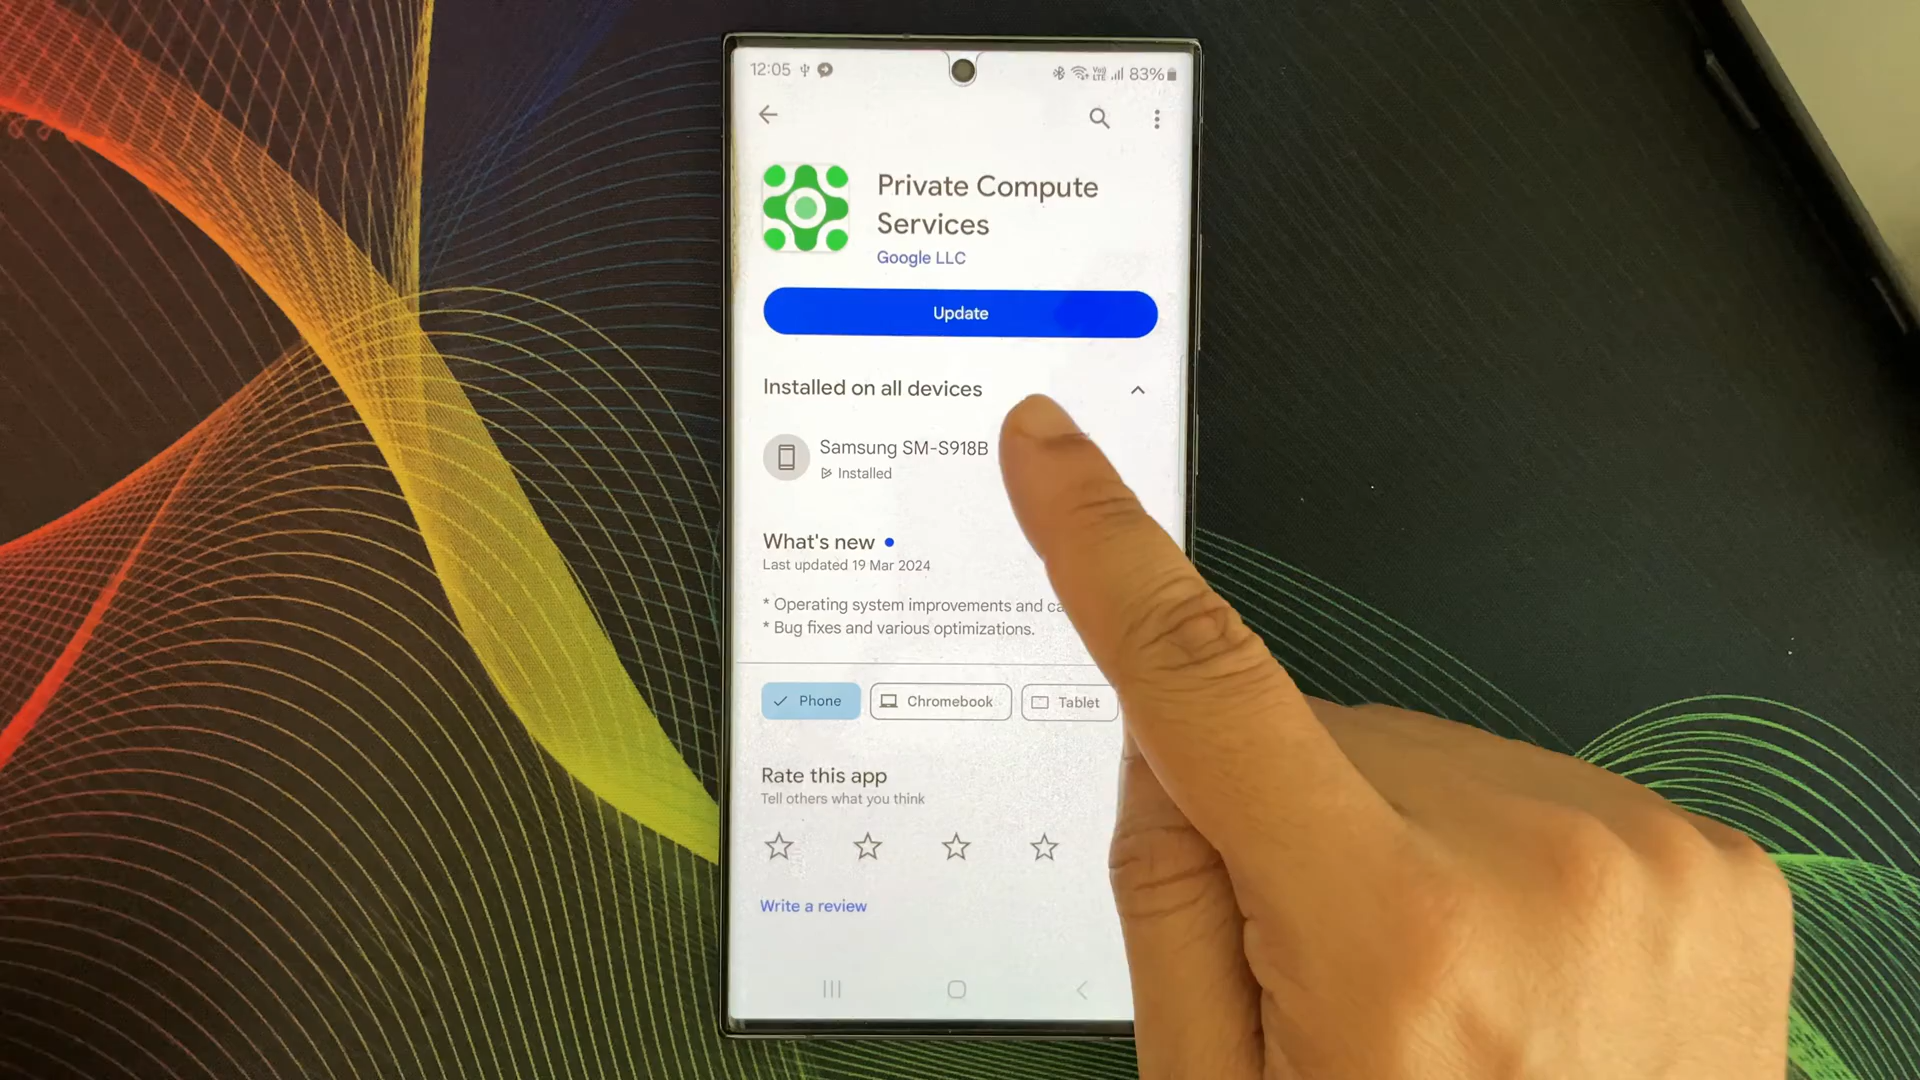 12:05
Vo) LTE 83%
Private Compute
Services
Google LLC
Update
Installed on all devices
Samsung SM-S918B
Installed
What's new
Last updated 19 Mar 2024
* Operating system improvements and
* Bug fixes and various optimizations.
Phone Chromebook Tablet
Rate this app
Tell others what you think
Write a review